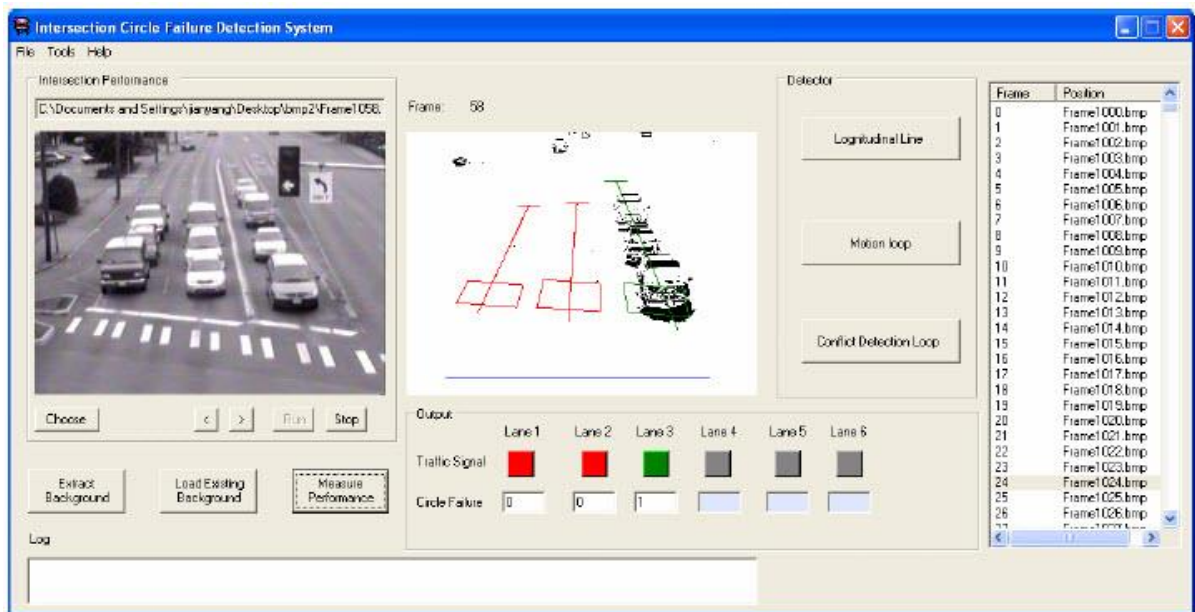 Intersection Circle Failure Detection System
File Tools Help
Intersection Performance
C:\Documents and Settings\jianyang\Desktop\bmp2\Frame1058.
Choose
<
>
Run
Stop
Extract
Background
Load Existing
Background
Measure
Performance
Log
Frame: 58
Output
Lane 1 Lane 2 Lane 3 Lane 4 Lane 5 Lane 6
Traffic Signal
Circle Failure 0 0 1
Detector
Lognitudinal Line
Motion loop
Conflict Detection Loop
Frame Position
0 Frame1000.bmp
1 Frame1001.bmp
2 Frame1002.bmp
3 Frame1003.bmp
4 Frame1004.bmp
5 Frame1005.bmp
6 Frame1006.bmp
7 Frame1007.bmp
8 Frame1008.bmp
9 Frame1009.bmp
10 Frame1010.bmp
11 Frame1011.bmp
12 Frame1012.bmp
13 Frame1013.bmp
14 Frame1014.bmp
15 Frame1015.bmp
16 Frame1016.bmp
17 Frame1017.bmp
18 Frame1018.bmp
19 Frame1019.bmp
20 Frame1020.bmp
21 Frame1021.bmp
22 Frame1022.bmp
23 Frame1023.bmp
24 Frame1024.bmp
25 Frame1025.bmp
26 Frame1026.bmp